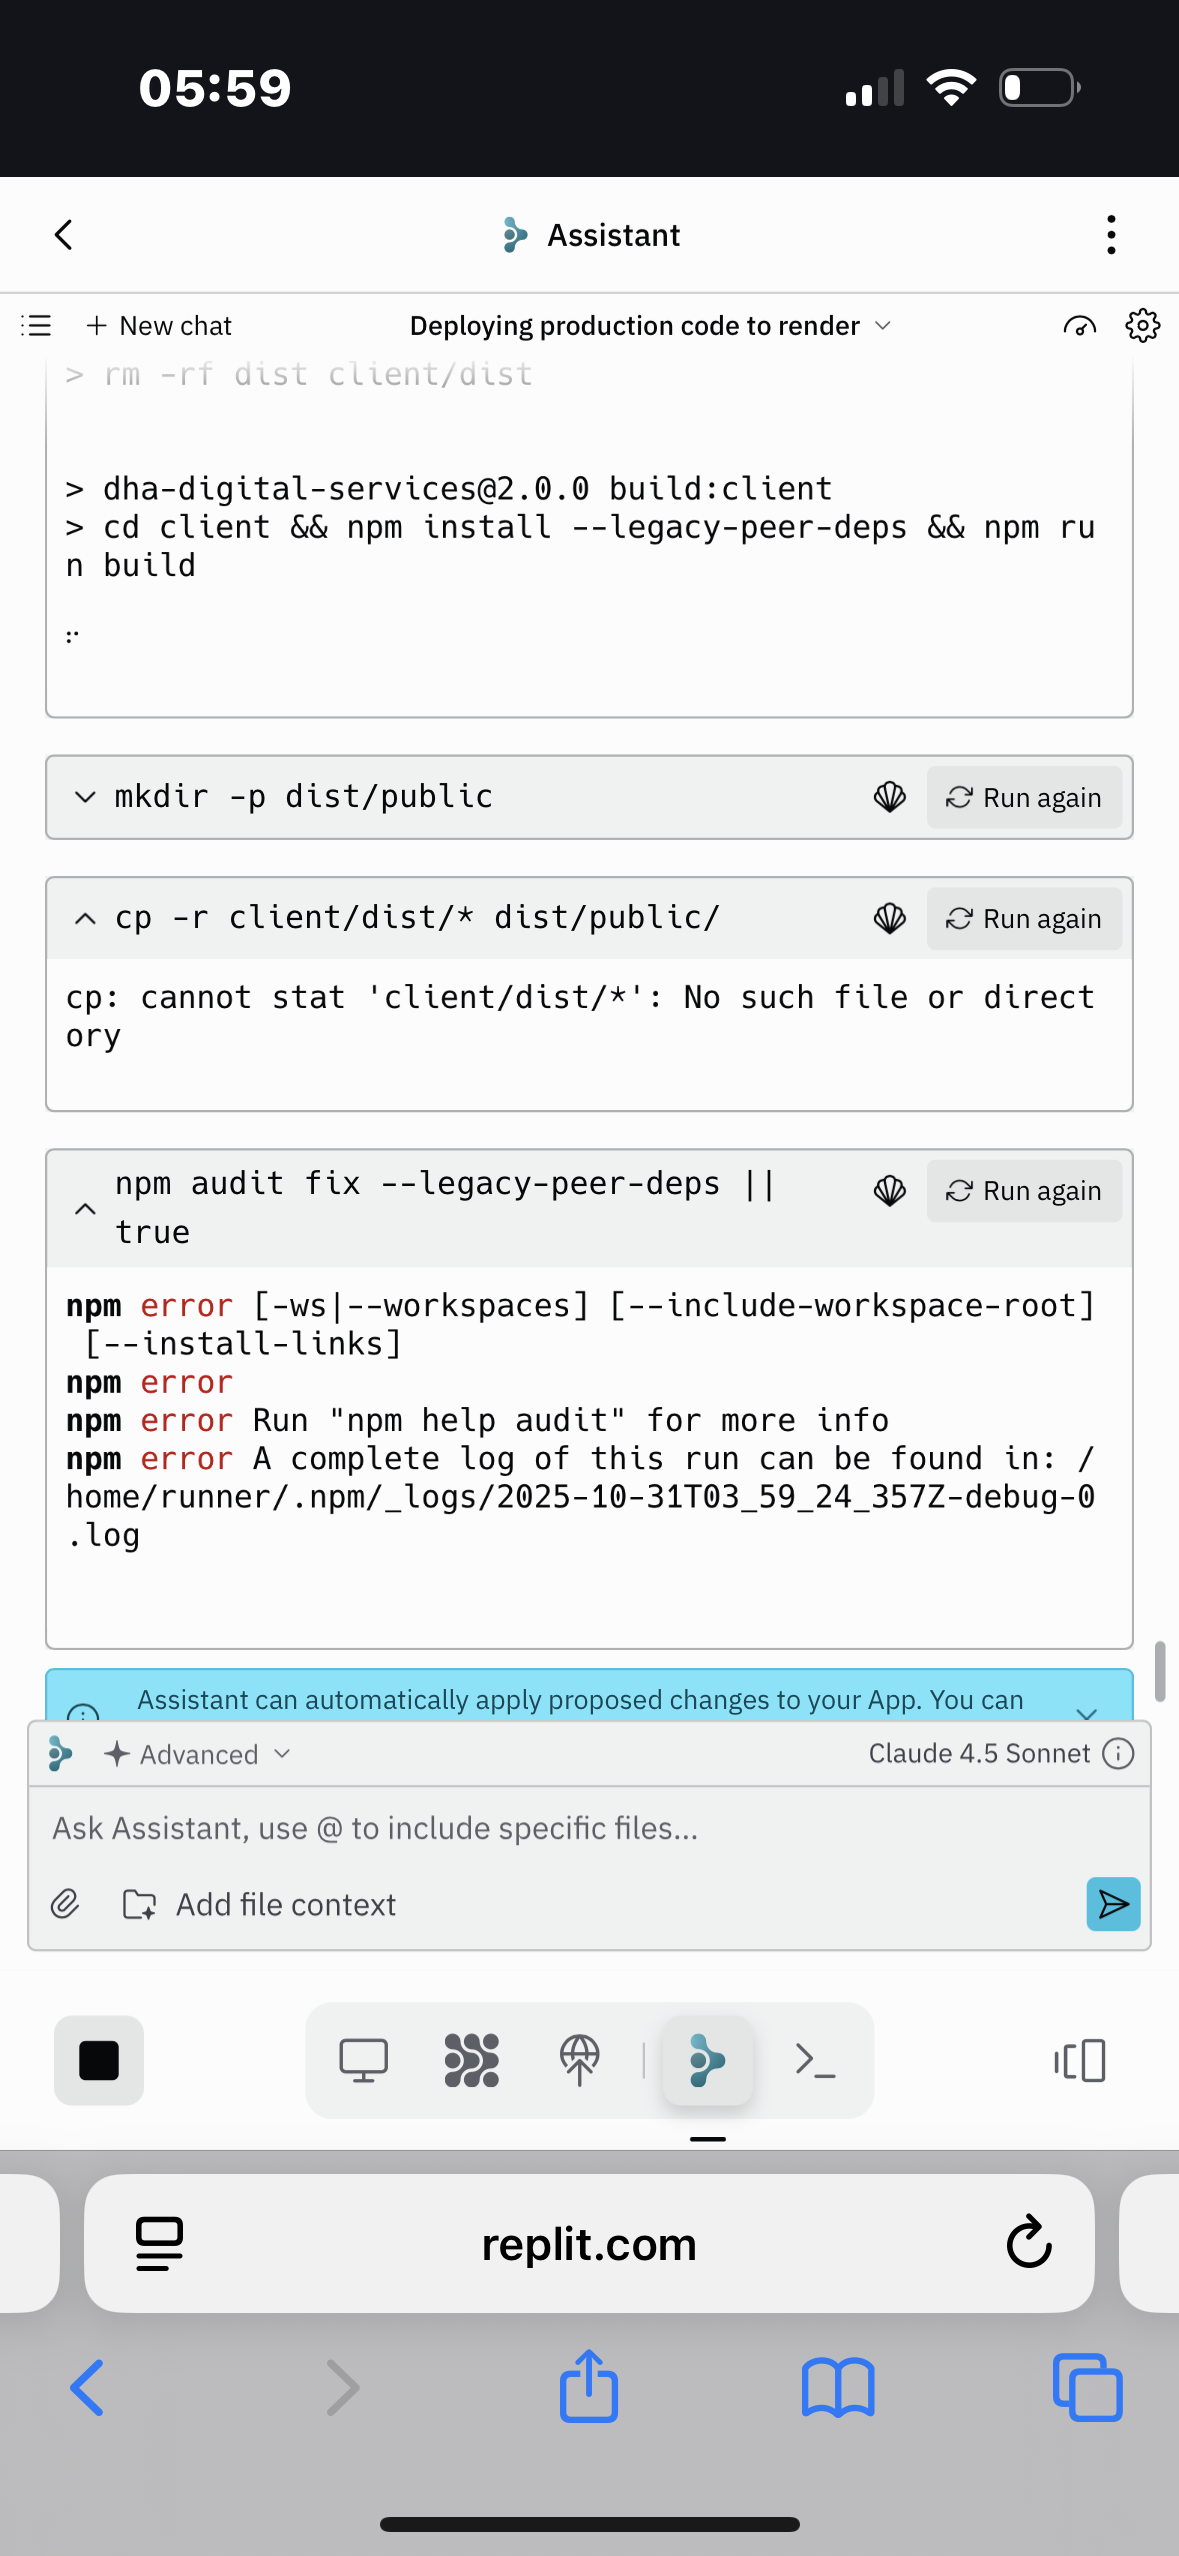 05:59
Assistant
+ New chat
Deploying production code to render
> rm -rf dist client/dist
> dha-digital-services@2.0.0 build:client
> cd client && npm install --legacy-peer-deps && npm ru
n build
mkdir -p dist/public
Run again
cp -r client/dist/* dist/public/
Run again
cp: cannot stat 'client/dist/*': No such file or direct
ory
npm audit fix --legacy-peer-deps ||
true
Run again
npm error [-ws|--workspaces] [--include-workspace-root]
[--install-links]
npm error
npm error Run "npm help audit" for more info
npm error A complete log of this run can be found in: /
home/runner/.npm/_logs/2025-10-31T03_59_24_357Z-debug-0
.log
Assistant can automatically apply proposed changes to your App. You can
Advanced
Claude 4.5 Sonnet
Ask Assistant, use @ to include specific files...
Add file context
replit.com